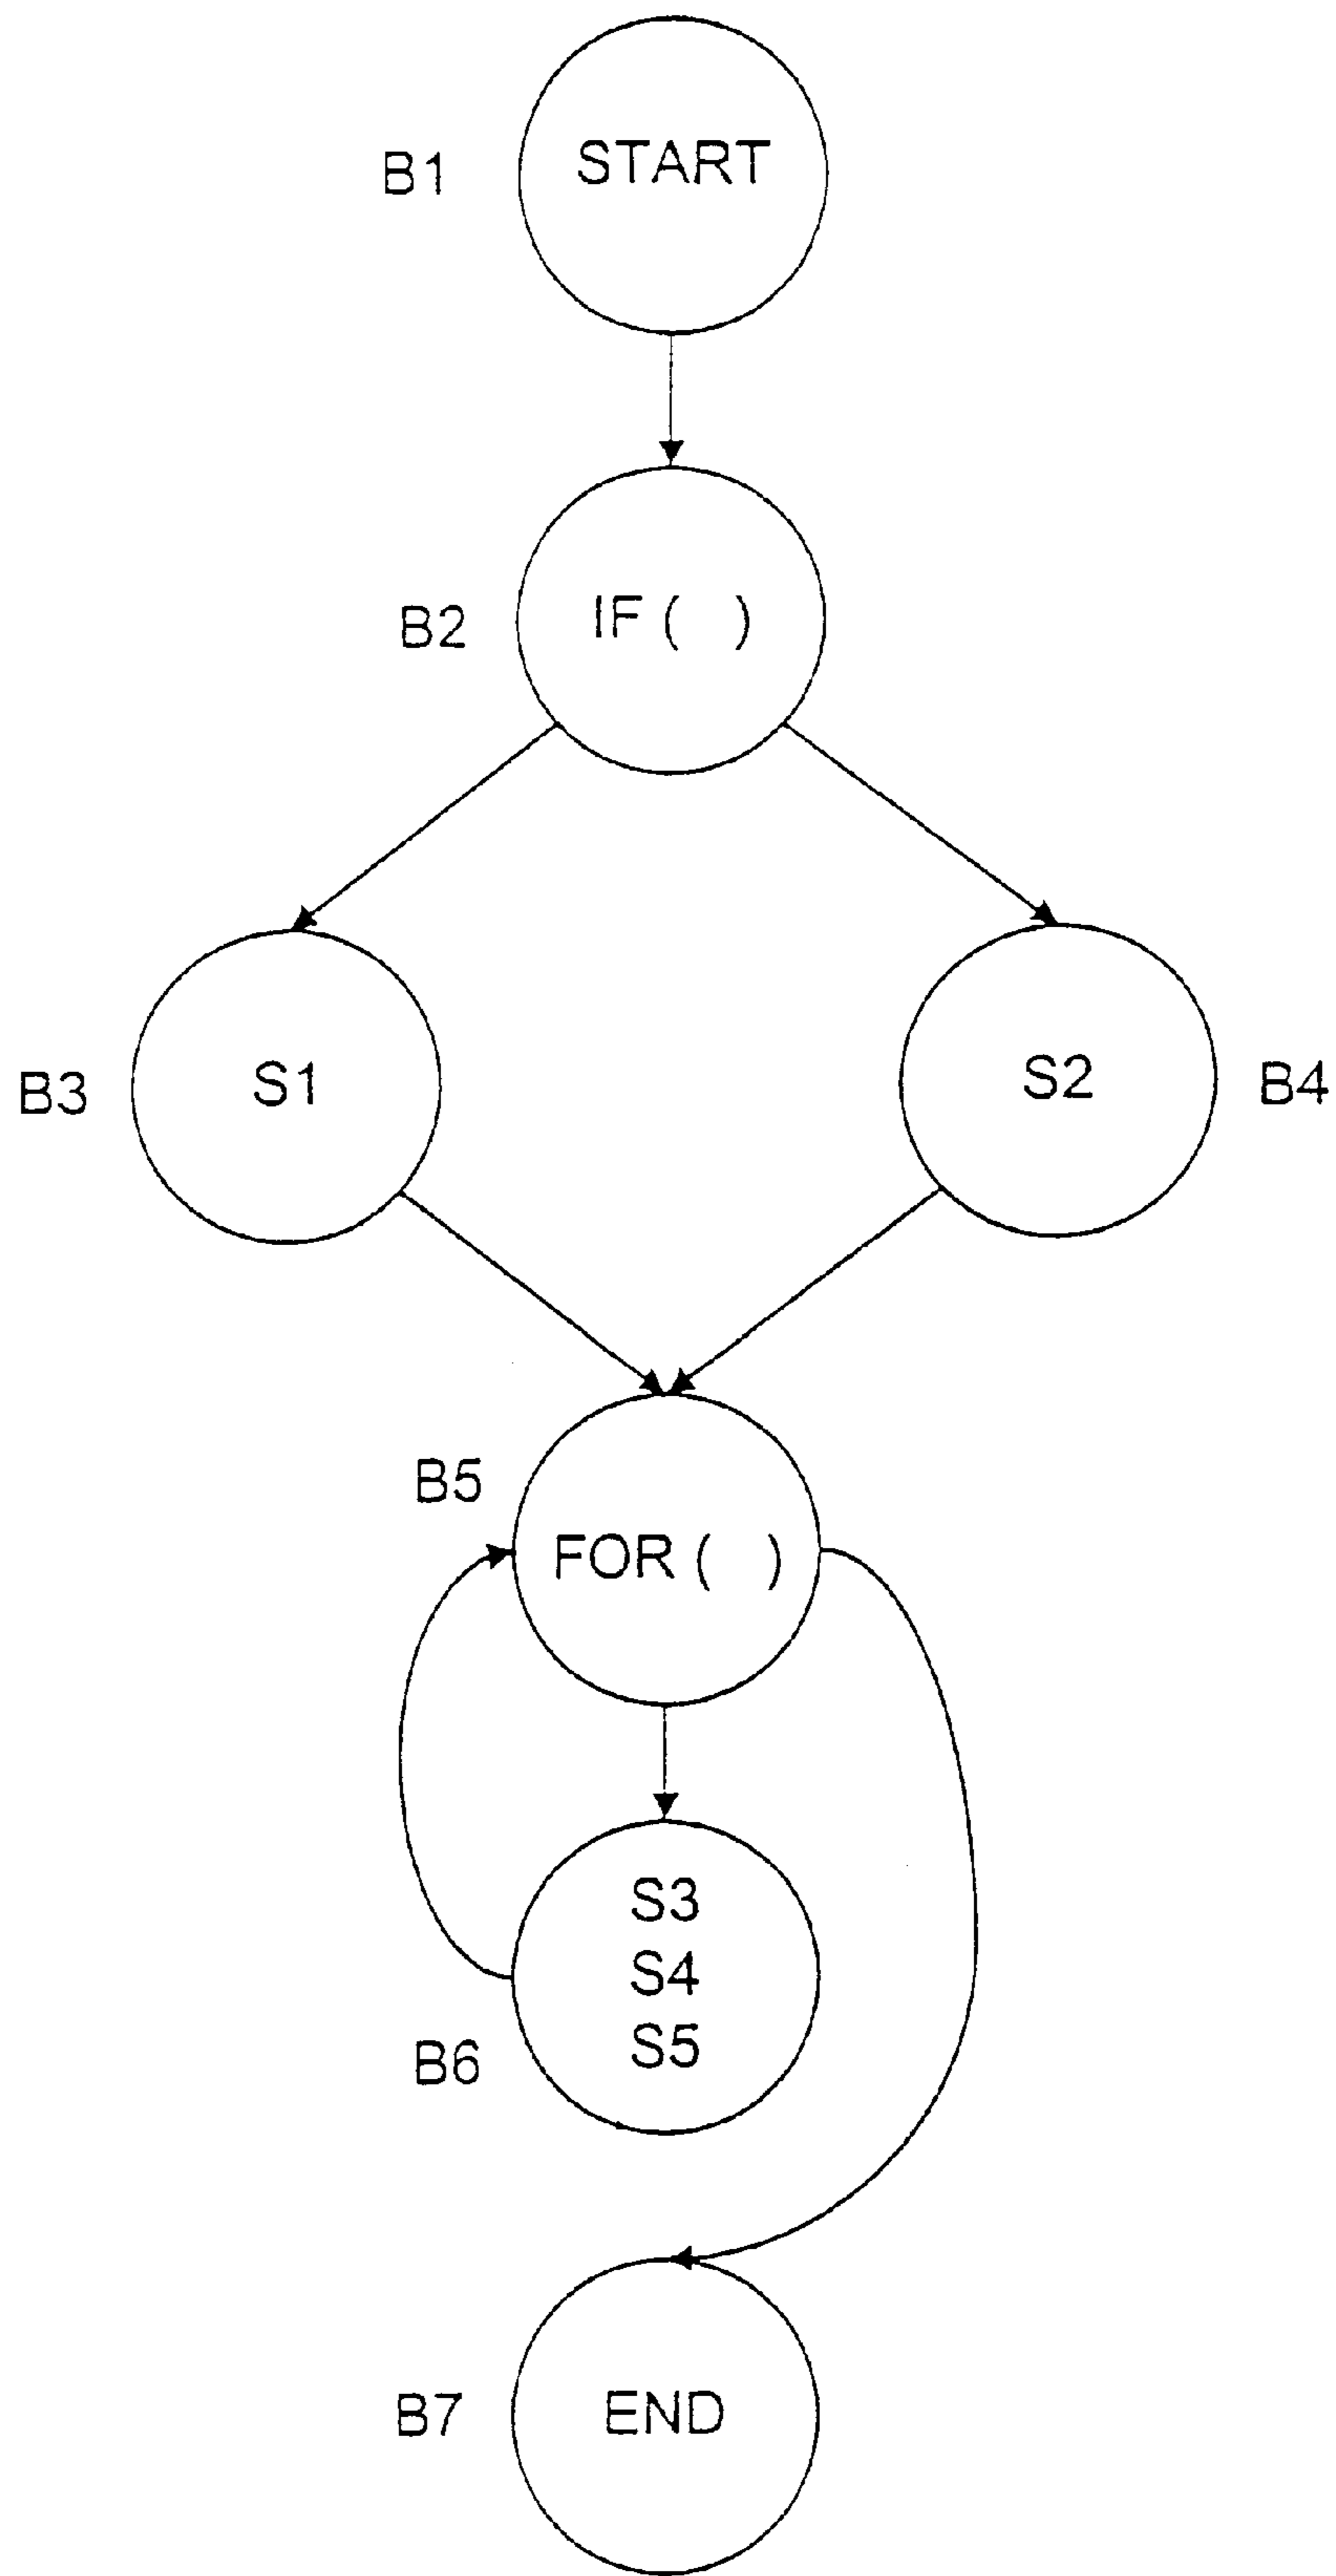 START
B1
IF ( )
B2
S1
S2
B3
B4
B5
FOR ( )
S3
S4
S5
B6
END
B7